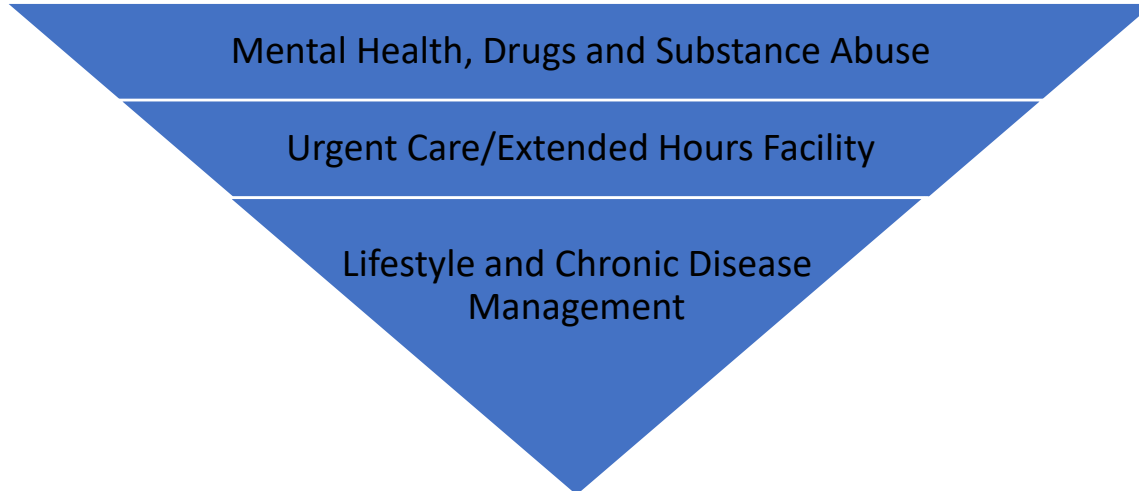 Mental Health, Drugs and Substance Abuse
Urgent Care/Extended Hours Facility
Lifestyle and Chronic Disease
Management